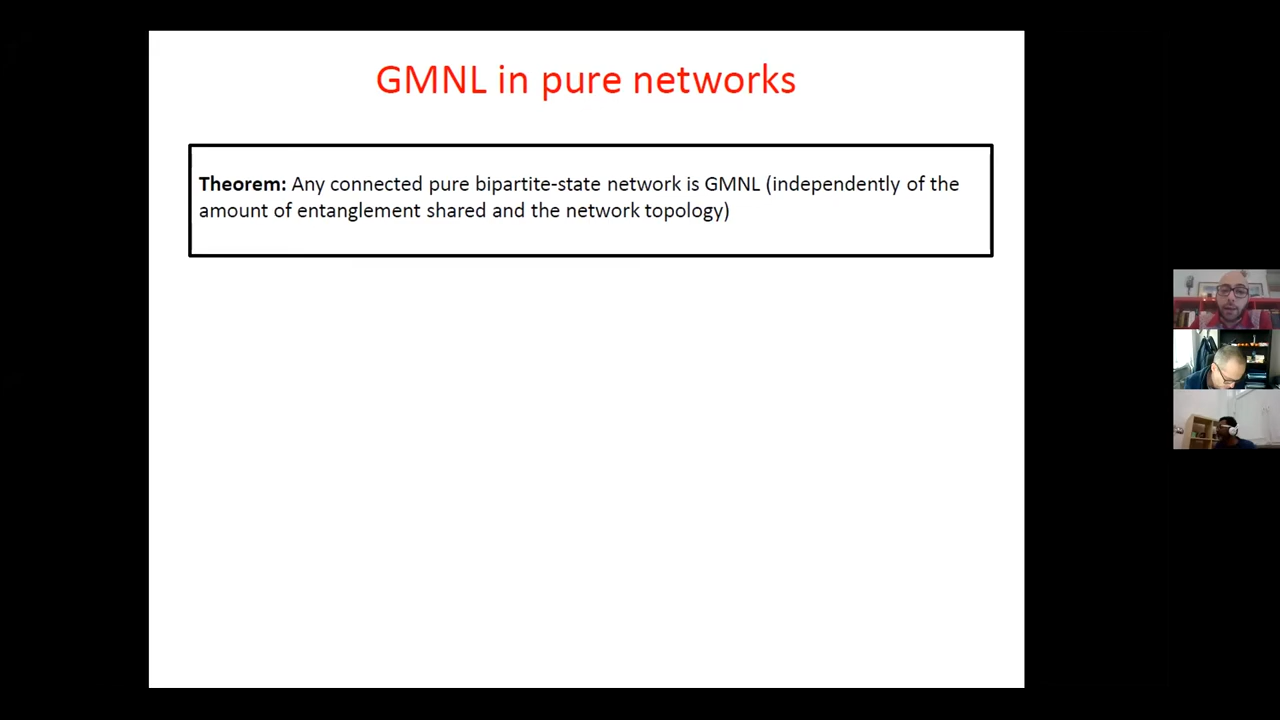 GMNL in pure networks
Theorem: Any connected pure bipartite-state network is GMNL (independently of the
amount of entanglement shared and the network topology)